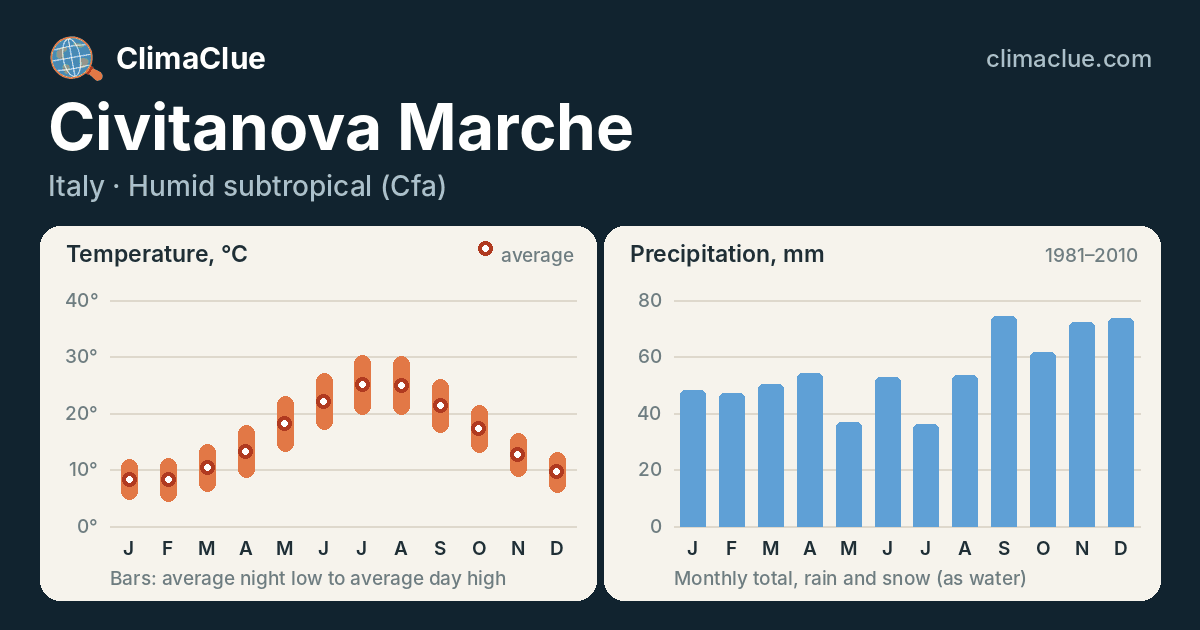 ClimaClue
climaclue.com
Civitanova Marche
Italy · Humid subtropical (Cfa)
Temperature, °C
average
40°
30°
20°
10°
0°
J F M A M J J A S O N D
Bars: average night low to average day high
Precipitation, mm
1981–2010
80
60
40
20
0
J F M A M J J A S O N D
Monthly total, rain and snow (as water)